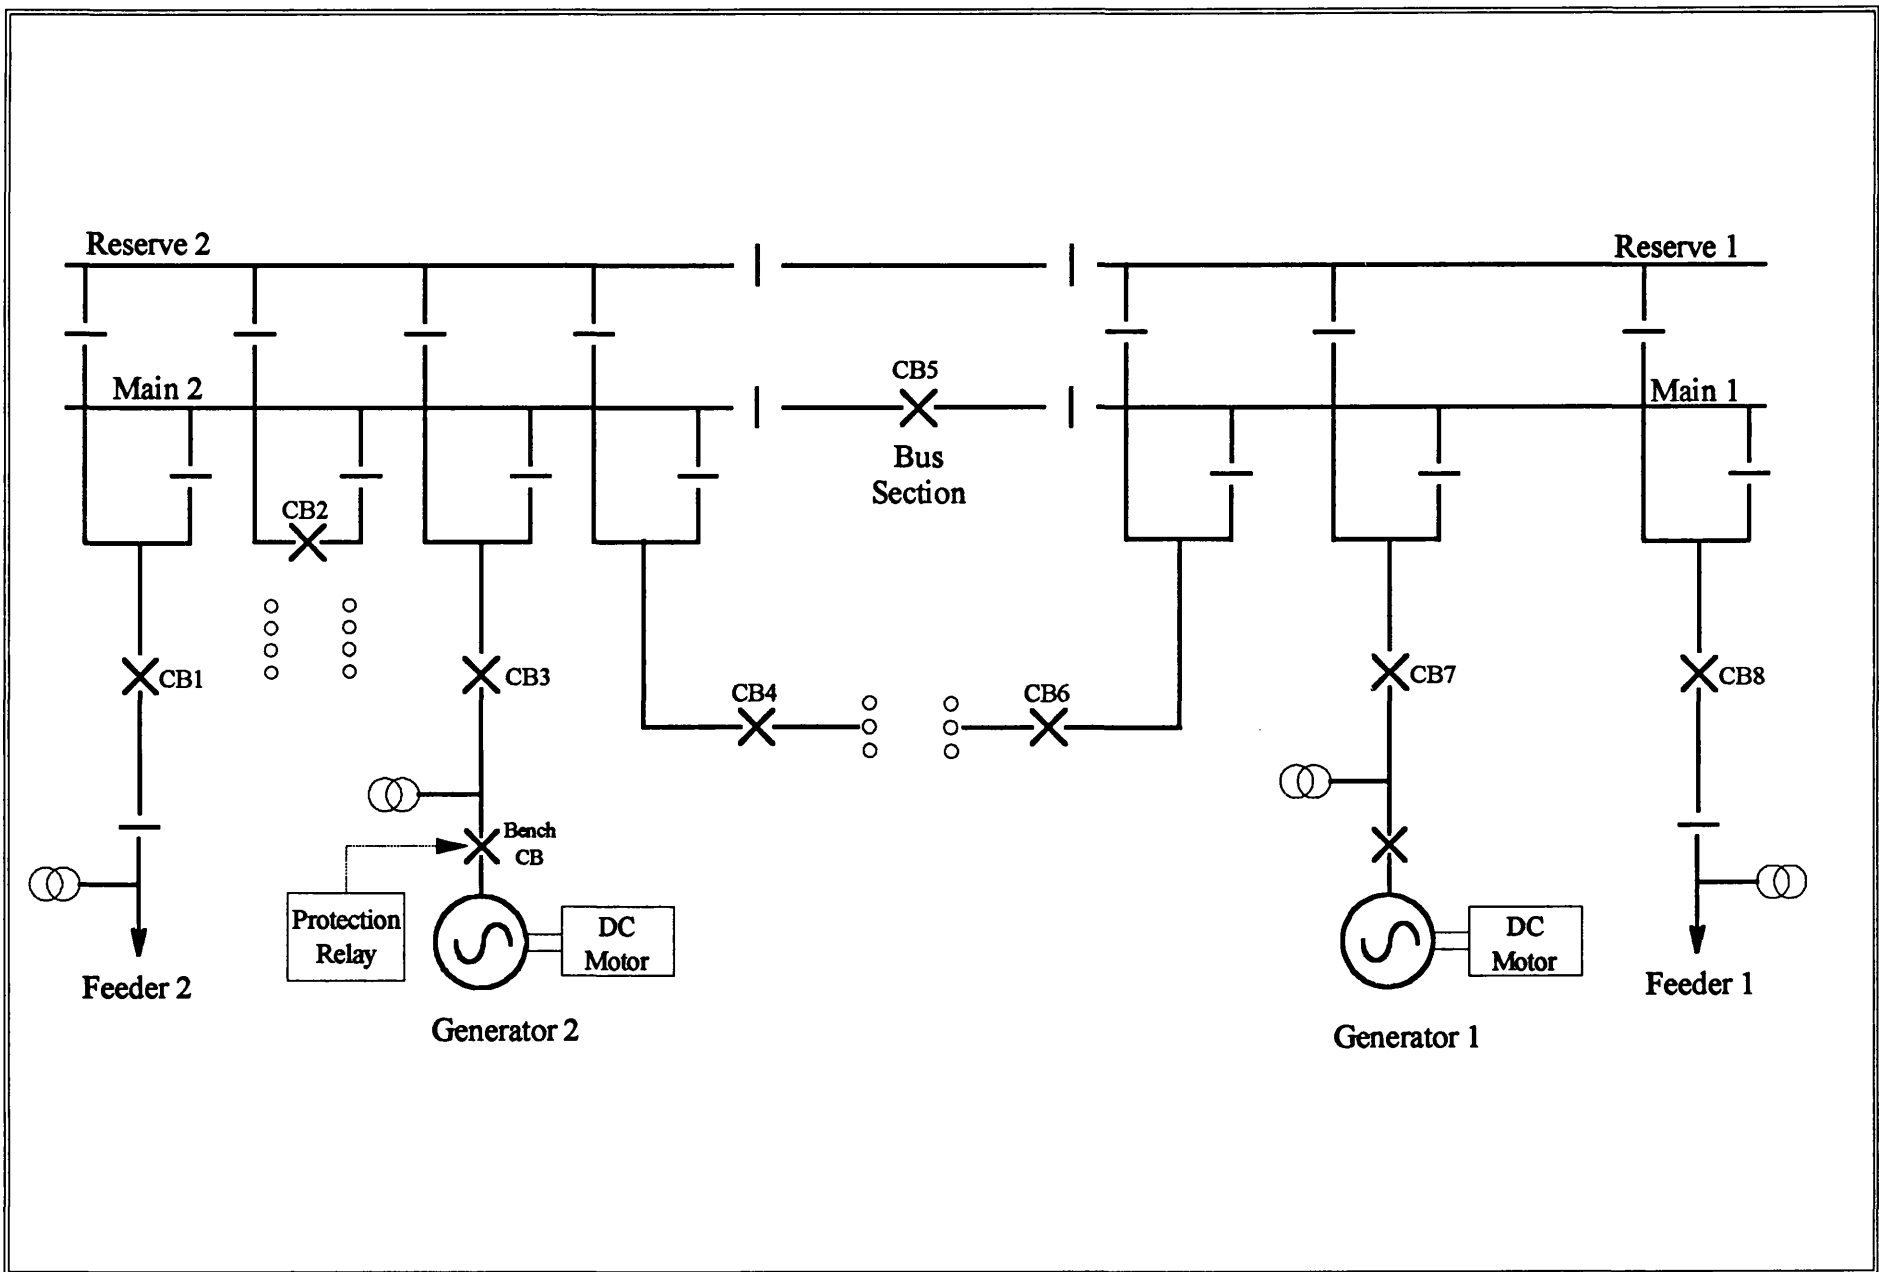 Reserve 2
Reserve 1
Main 2
CB5
Main 1
Bus
Section
CB2
CB1
CB3
CB4
CB6
CB7
CB8
Bench
CB
Protection
Relay
DC
Motor
DC
Motor
Feeder 2
Generator 2
Generator 1
Feeder 1